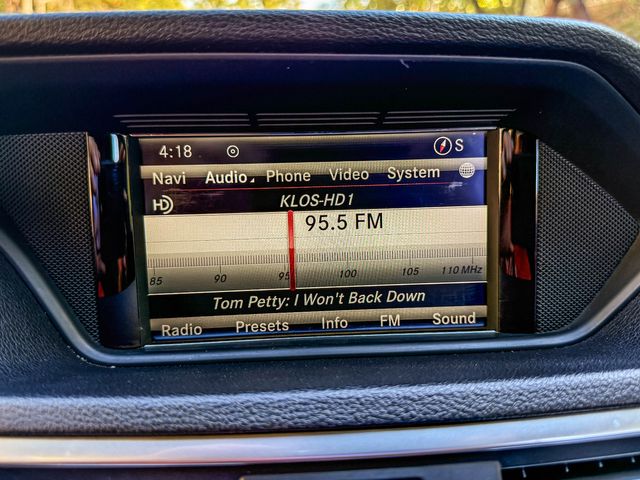 4:18 S
Navi Audio Phone Video System
HD KLOS-HD1
95.5 FM
85 90 95 100 105 110 MHz
Tom Petty: I Won't Back Down
Radio Presets Info FM Sound